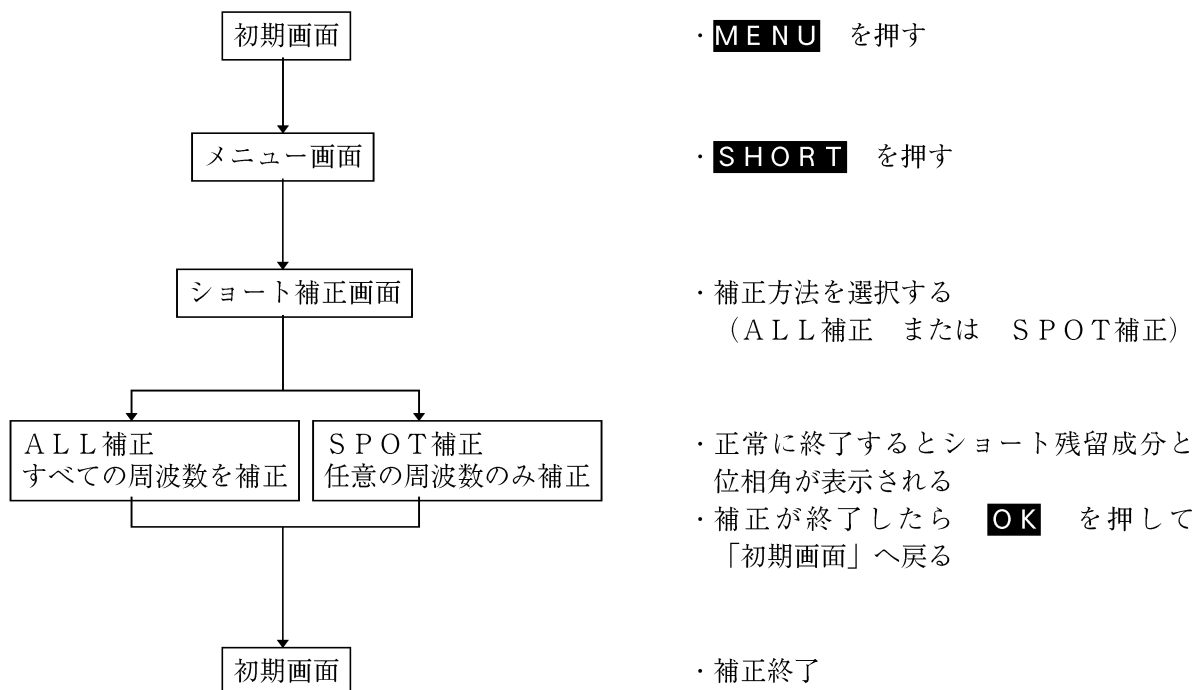 初期画面
・ＭＥＮＵ　を押す
メニュー画面
・ＳＨＯＲＴ　を押す
ショート補正画面
・補正方法を選択する
（ＡＬＬ補正　または　ＳＰＯＴ補正）
ＡＬＬ補正
すべての周波数を補正
ＳＰＯＴ補正
任意の周波数のみ補正
・正常に終了するとショート残留成分と
位相角が表示される
・補正が終了したら　ＯＫ　を押して
「初期画面」へ戻る
初期画面
・補正終了